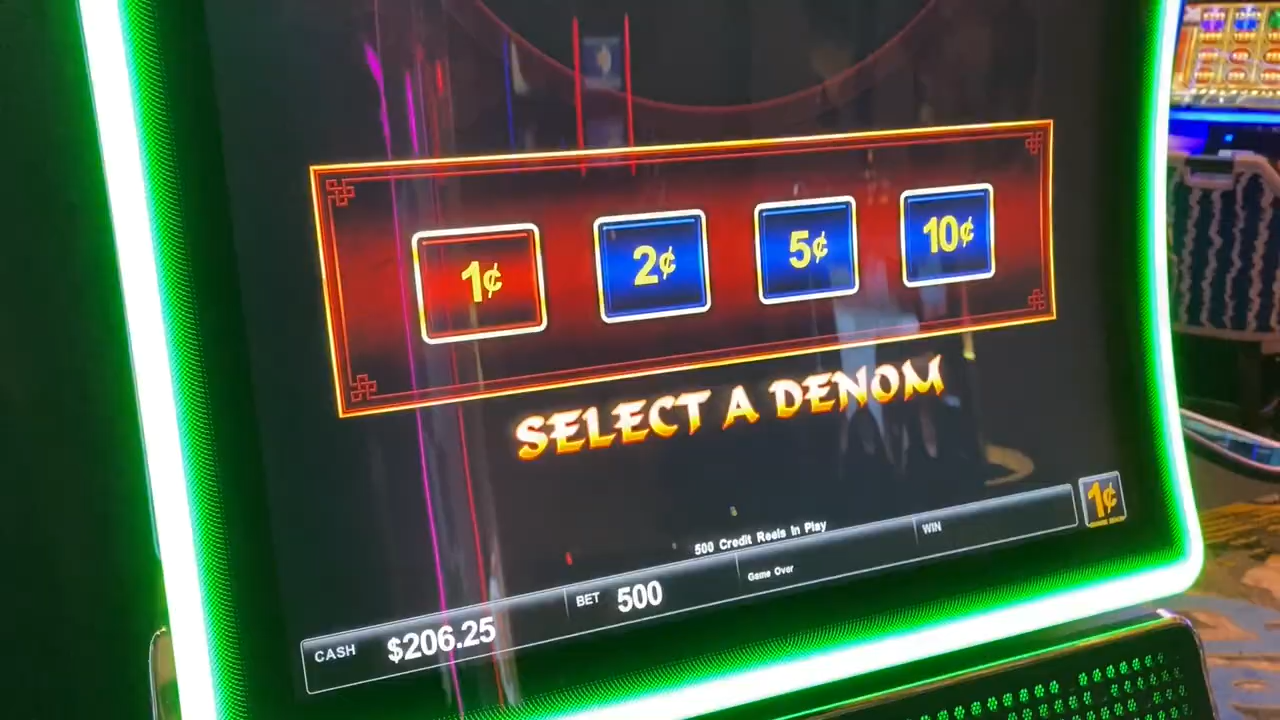 1¢ 2¢ 5¢ 10¢
SELECT A DENOM
500 Credit Reels In Play
CASH $206.25 BET 500 Game Over WIN
1¢